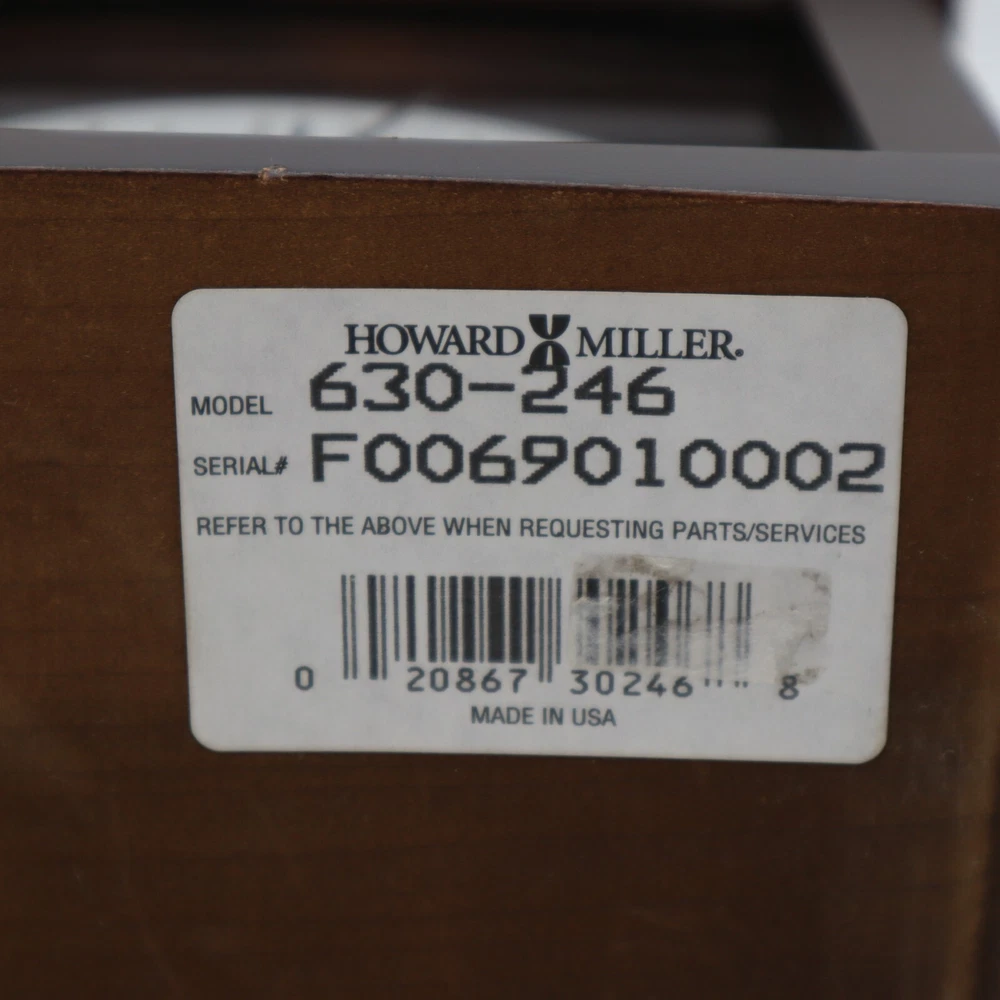 HOWARD MILLER.
MODEL 630-246
SERIAL# F0069010002
REFER TO THE ABOVE WHEN REQUESTING PARTS/SERVICES
0 20867 30246 8
MADE IN USA